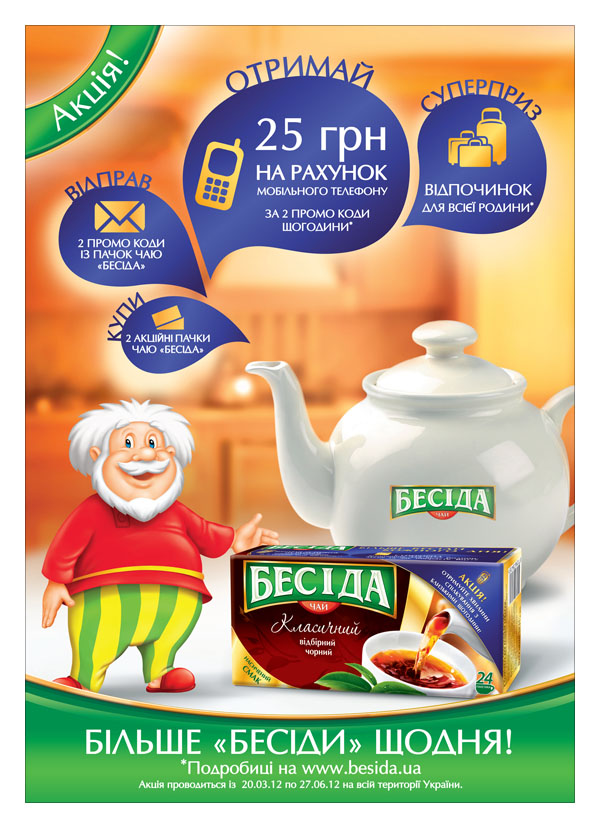 Акція!
ОТРИМАЙ
25 грн
НА РАХУНОК
МОБІЛЬНОГО ТЕЛЕФОНУ
ЗА 2 ПРОМО КОДИ
ЩОГОДИНИ*
СУПЕРПРИЗ
ВІДПОЧИНОК
ДЛЯ ВСІЄЇ РОДИНИ*
ВІДПРАВ
2 ПРОМО КОДИ
ІЗ ПАЧОК ЧАЮ
«БЕСІДА»
КУПИ
2 АКЦІЙНІ ПАЧКИ
ЧАЮ «БЕСІДА»
БЕСІДА
ЧАЙ
БЕСІДА
ЧАЙ
Класичний
відбірний
чорний
СМАК
АКЦІЯ!
24
БІЛЬШЕ «БЕСІДИ» ЩОДНЯ!
*Подробиці на www.besida.ua
Акція проводиться із 20.03.12 по 27.06.12 на всій території України.